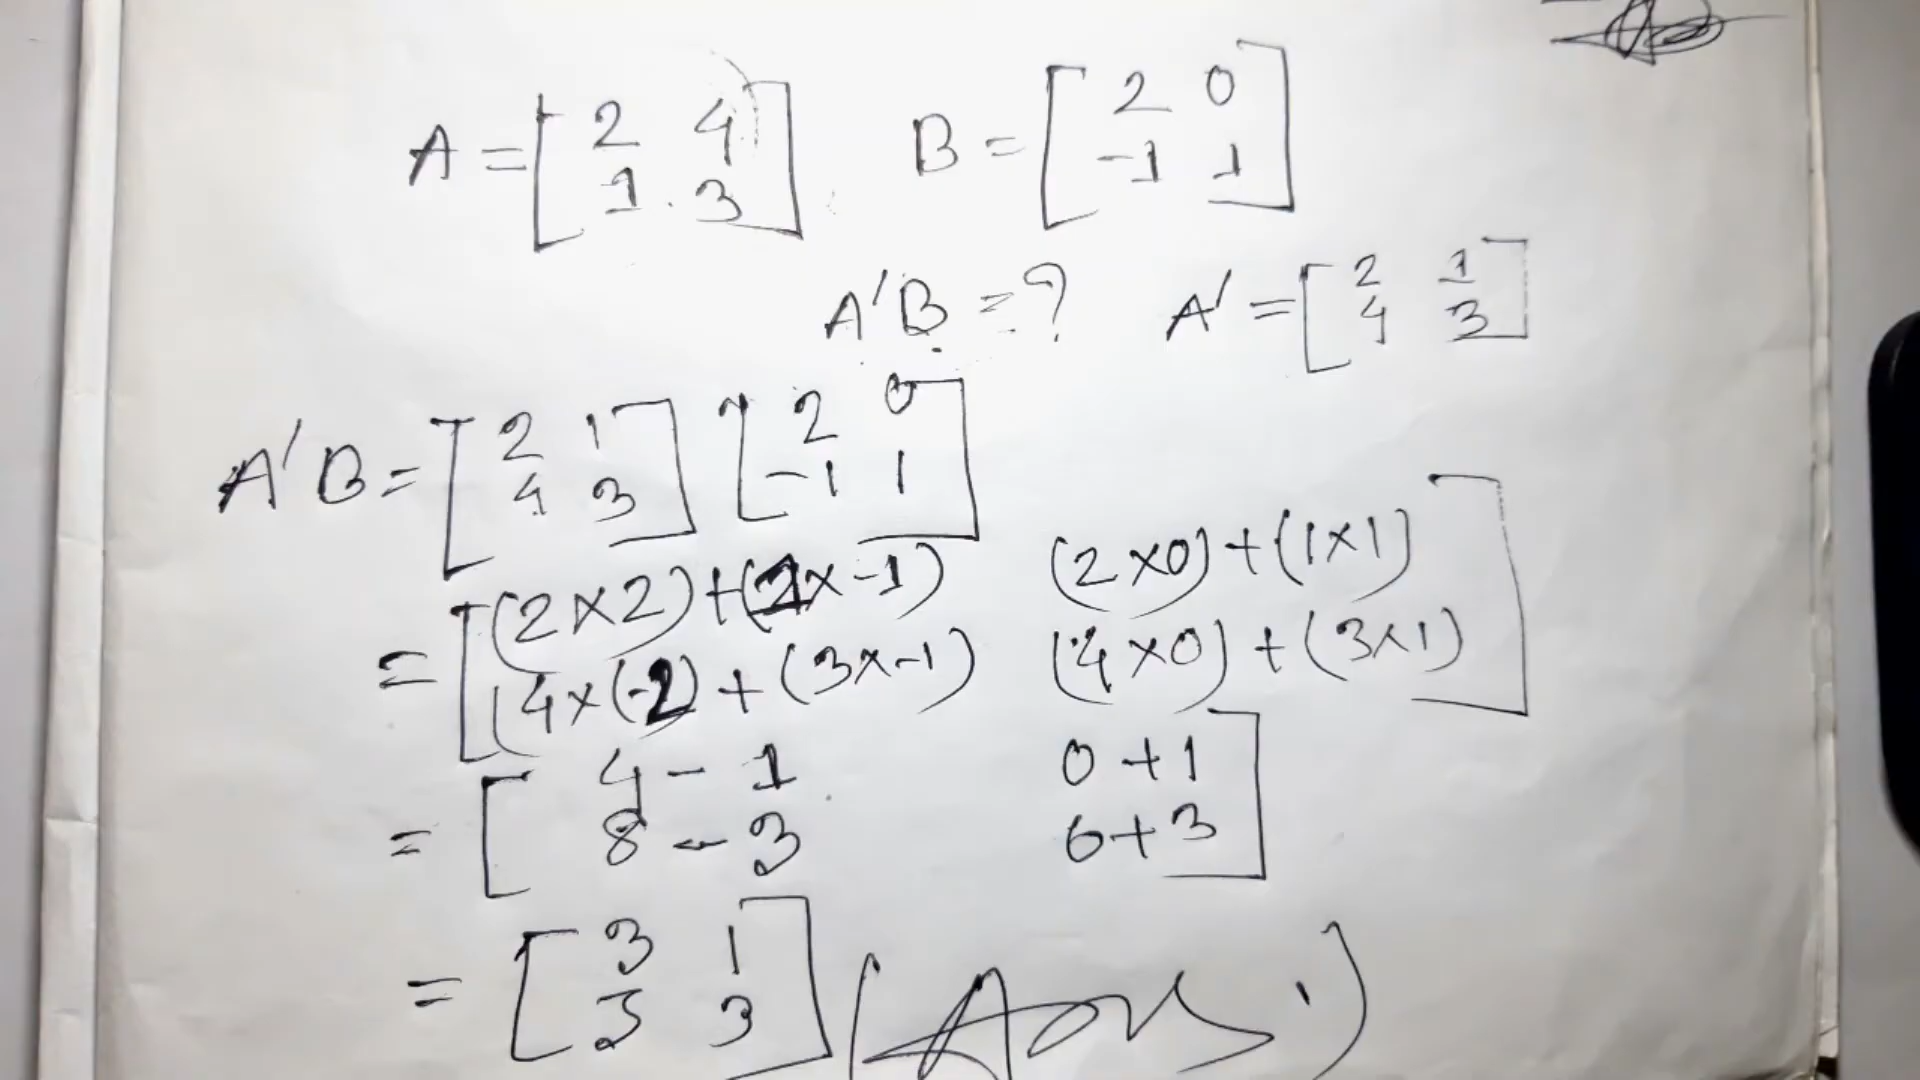 A = [ 2 4 B = [ 2 0
1 3 ] -1 1 ]
A'B = ? A' = [ 2 1
4 3 ]
A'B = [ 2 1 [ 2 0
4 3 ] -1 1 ]
= [ (2×2)+(1×-1) (2×0)+(1×1)
(4×(-2)+(3×-1) (4×0)+(3×1) ]
= [ 4 - 1 0+1
8 - 3 0+3 ]
= [ 3 1
5 3 ] (Ans.)